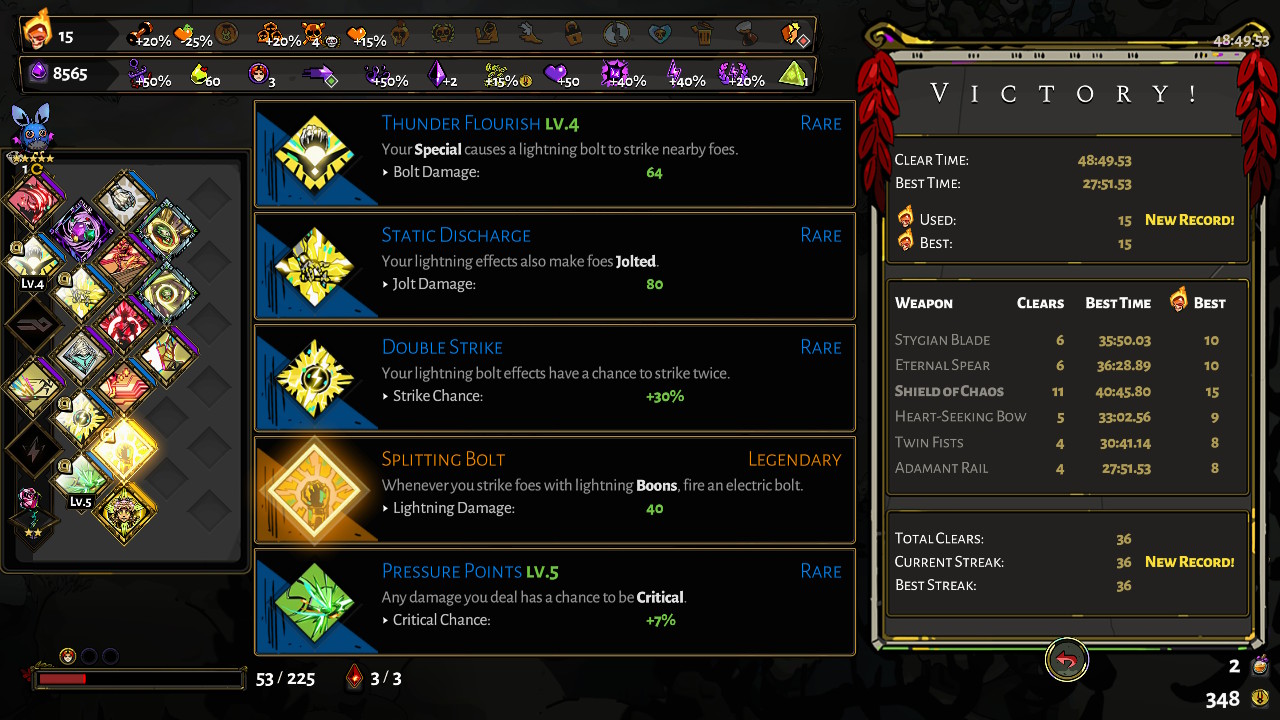 15
+20%
-25%
+20%
4
+15%
48:49.53
8565
+50%
60
3
+50%
+2
+15%
+50
+40%
+40%
+20%
1
VICTORY!
1
Lv.4
Lv.5
THUNDER FLOURISH LV.4 RARE
Your Special causes a lightning bolt to strike nearby foes.
Bolt Damage: 64
STATIC DISCHARGE RARE
Your lightning effects also make foes Jolted.
Jolt Damage: 80
DOUBLE STRIKE RARE
Your lightning bolt effects have a chance to strike twice.
Strike Chance: +30%
SPLITTING BOLT LEGENDARY
Whenever you strike foes with lightning Boons, fire an electric bolt.
Lightning Damage: 40
PRESSURE POINTS LV.5 RARE
Any damage you deal has a chance to be Critical.
Critical Chance: +7%
CLEAR TIME: 48:49.53
BEST TIME: 27:51.53
USED: 15 NEW RECORD!
BEST: 15
WEAPON CLEARS BEST TIME BEST
STYGIAN BLADE 6 35:50.03 10
ETERNAL SPEAR 6 36:28.89 10
SHIELD OF CHAOS 11 40:45.80 15
HEART-SEEKING BOW 5 33:02.56 9
TWIN FISTS 4 30:41.14 8
ADAMANT RAIL 4 27:51.53 8
TOTAL CLEARS: 36
CURRENT STREAK: 36 NEW RECORD!
BEST STREAK: 36
53 / 225
3 / 3
2
348